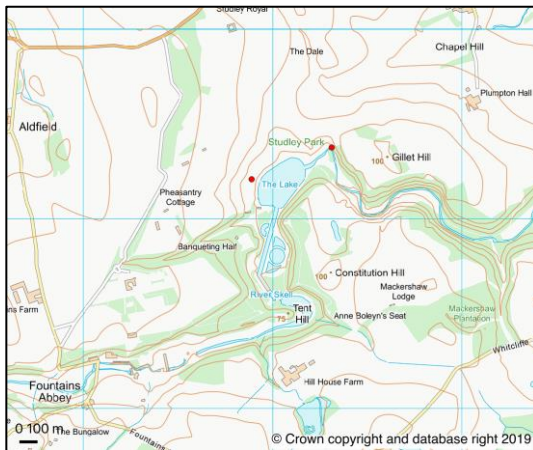 Studley Royal
The Dale
Chapel Hill
Plumpton Hall
Aldfield
Studley Park
100
Gillet Hill
The Lake
Pheasantry
Cottage
Banqueting Hall
100
Constitution Hill
Mackershaw
Lodge
River Skell
Tent
Hill
75
Anne Boleyn's Seat
Mackershaw
Plantation
ns Farm
Whitcliffe
Fountains
Abbey
Hill House Farm
0 100 m
The Bungalow
Fountains
© Crown copyright and database right 2019